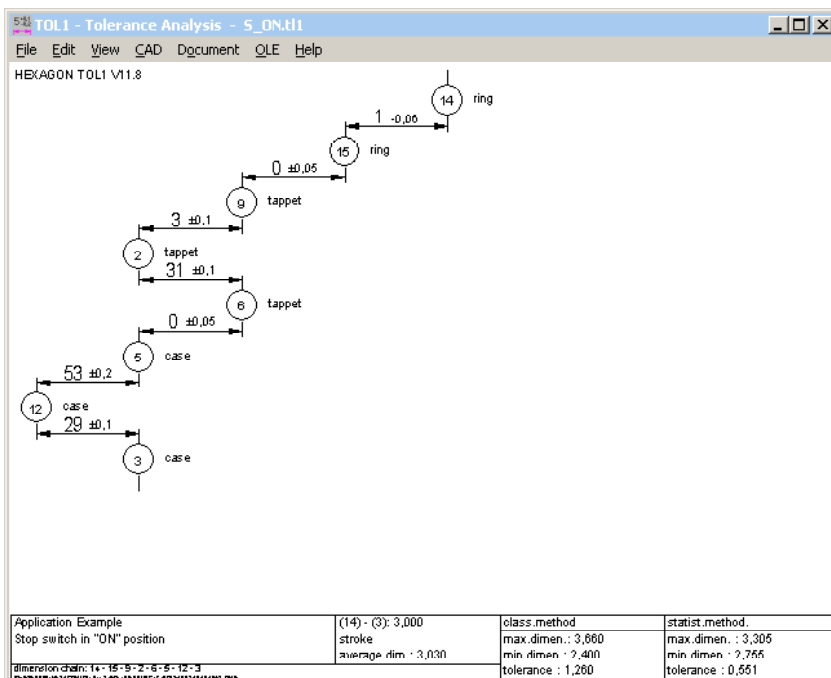 TOL1 - Tolerance Analysis - S_ON.tl1
File Edit View CAD Document OLE Help
HEXAGON TOL1 V11.8
14 ring
1 -0,06
15 ring
0 ±0,05
9 tappet
3 ±0,1
2 tappet
31 ±0,1
6 tappet
0 ±0,05
5 case
53 ±0,2
12 case
29 ±0,1
3 case
Application Example
Stop switch in "ON" position
dimension chain: 14 - 15 - 9 - 2 - 6 - 5 - 12 - 3
(14) - (3): 3,000
stroke
average dim. : 3,030
class.method
max.dimen.: 3,660
min.dimen. : 2,400
tolerance : 1,260
statist.method.
max.dimen. : 3,305
min.dimen. : 2,755
tolerance : 0,551